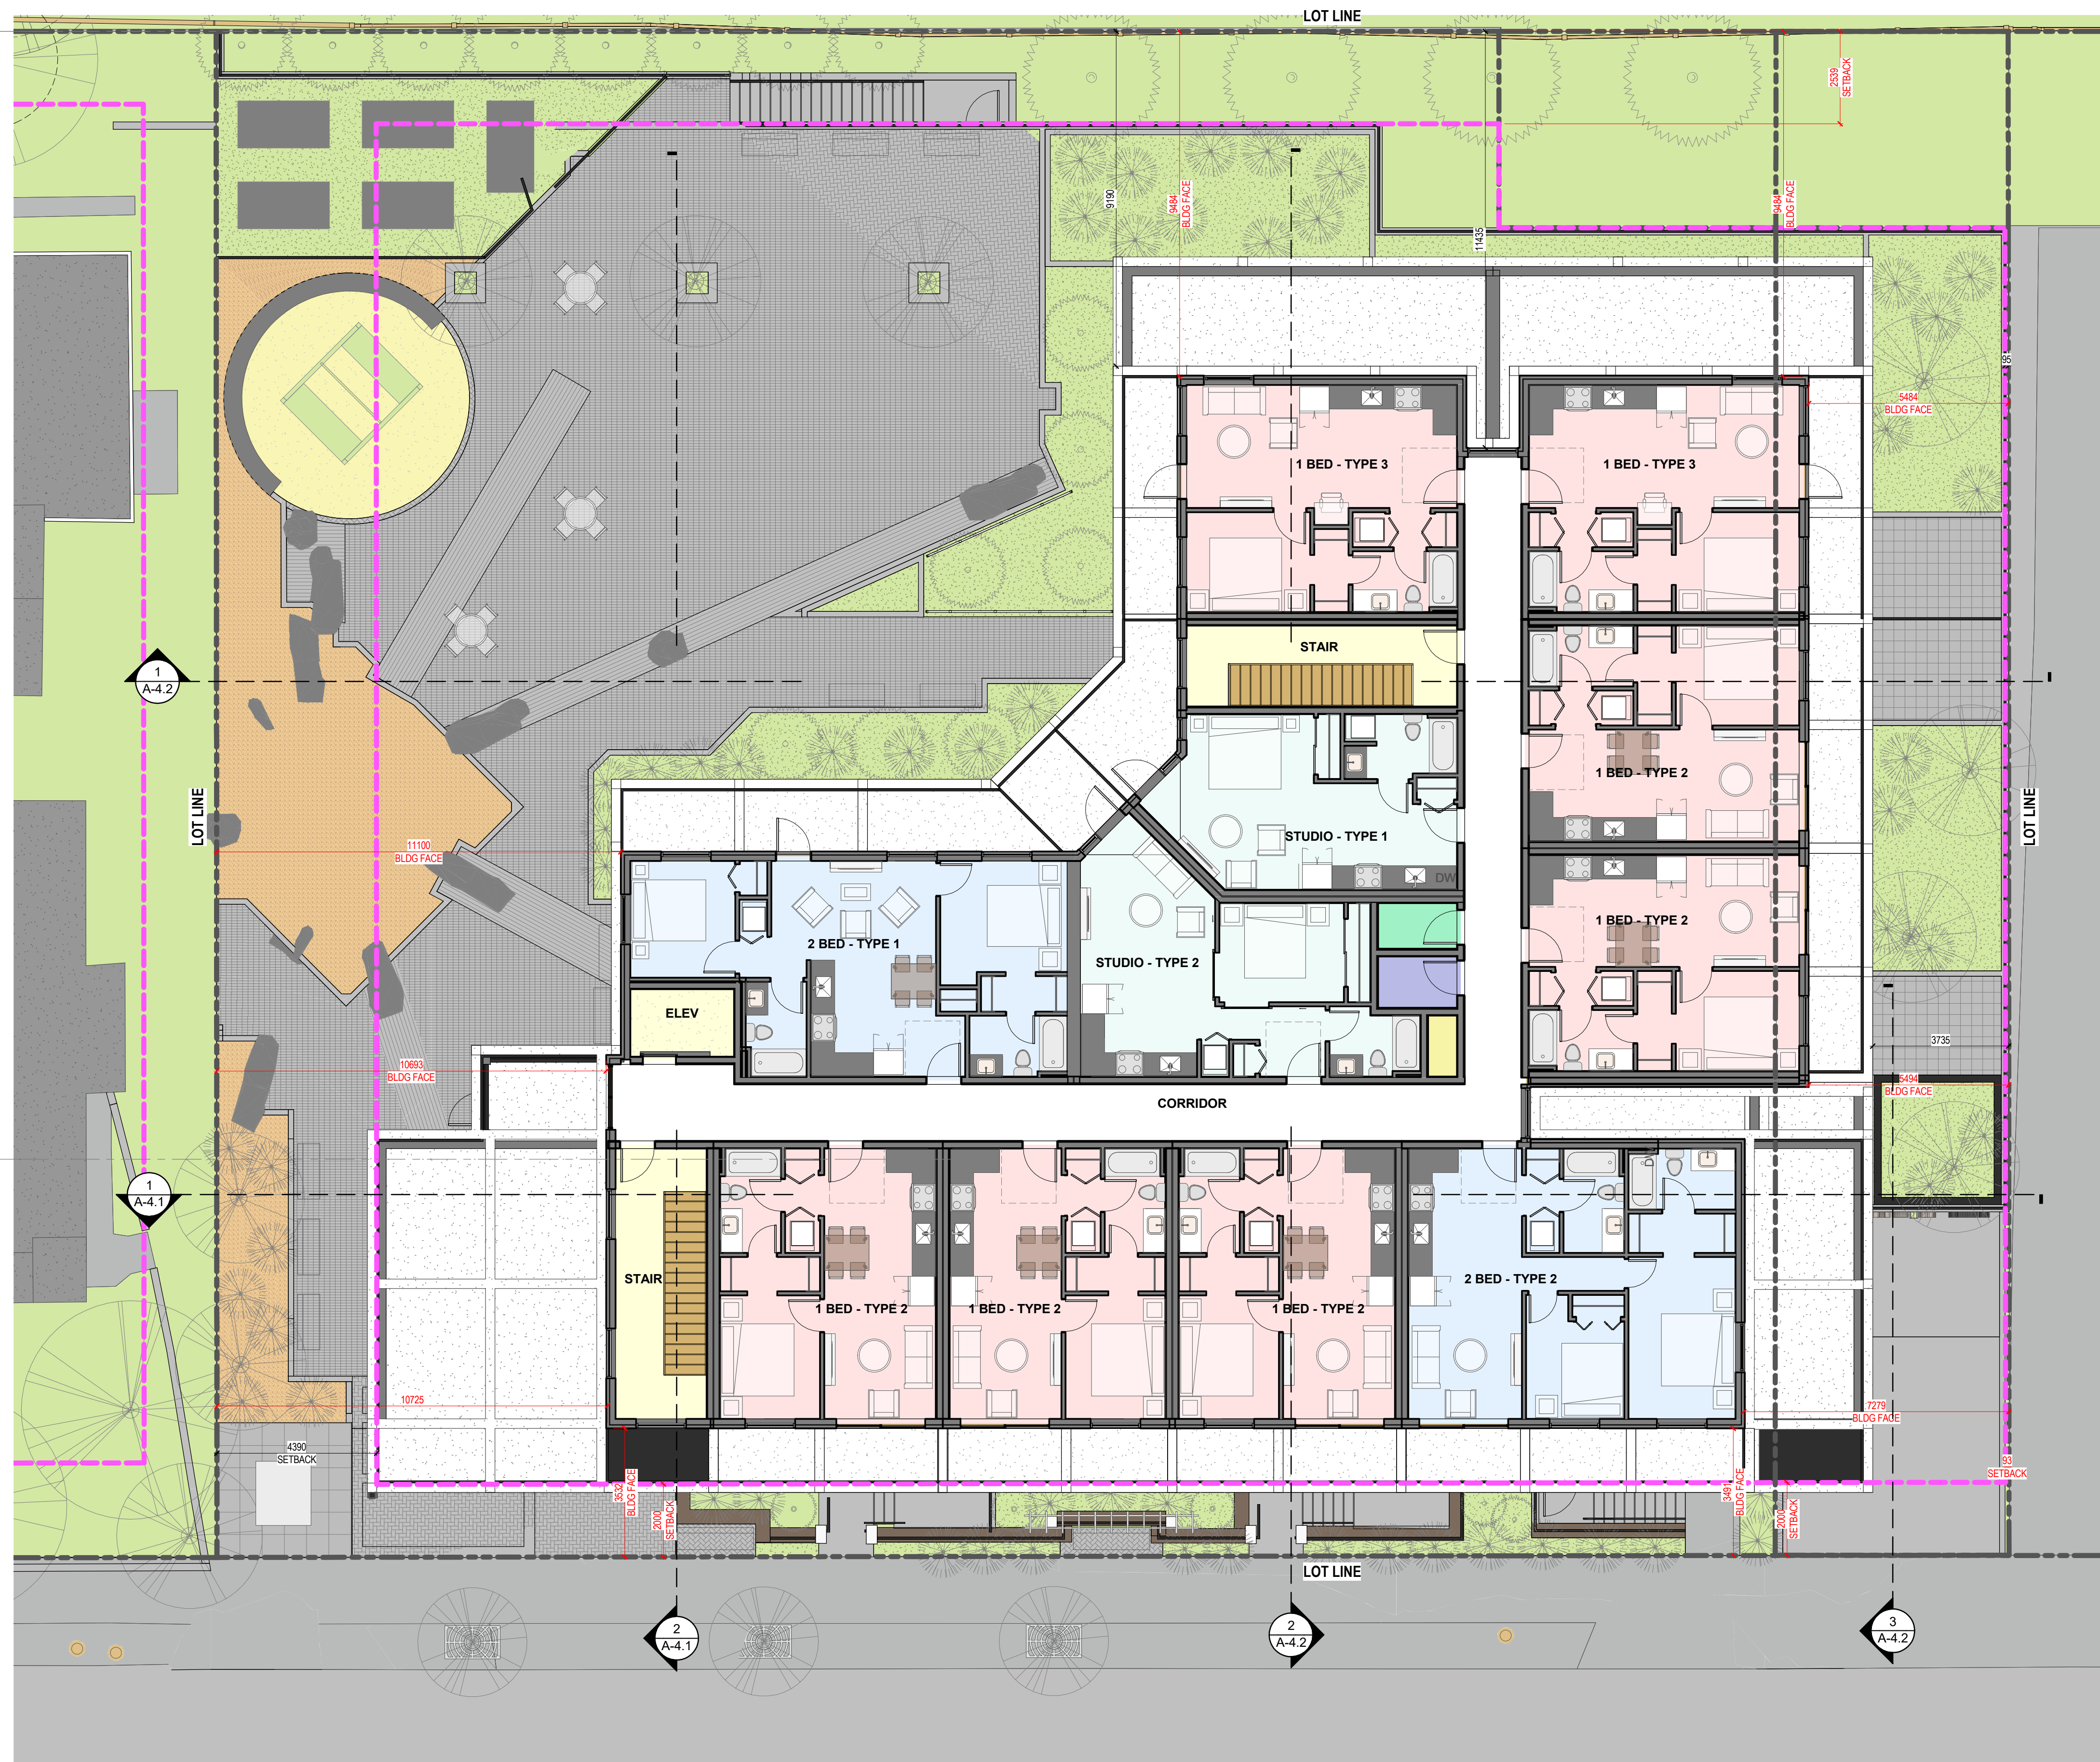 LOT LINE
2539
SETBACK
9190
9484
BLDG FACE
11435
9484
BLDG FACE
95
5484
BLDG FACE
1 BED - TYPE 3
1 BED - TYPE 3
STAIR
1
A-4.2
1 BED - TYPE 2
LOT LINE
LOT LINE
STUDIO - TYPE 1
11100
BLDG FACE
DW
1 BED - TYPE 2
2 BED - TYPE 1
STUDIO - TYPE 2
ELEV
3735
10693
BLDG FACE
5494
BLDG FACE
CORRIDOR
1
A-4.1
STAIR
2 BED - TYPE 2
1 BED - TYPE 2
1 BED - TYPE 2
1 BED - TYPE 2
10725
7279
BLDG FACE
4390
SETBACK
93
SETBACK
3532
BLDG FACE
2000
SETBACK
3491
BLDG FACE
2000
SETBACK
LOT LINE
2
A-4.1
2
A-4.2
3
A-4.2